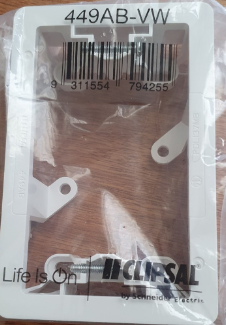 449AB-VW
9 311554 794255
Life Is On
CLIPSAL
by Schneider Electric